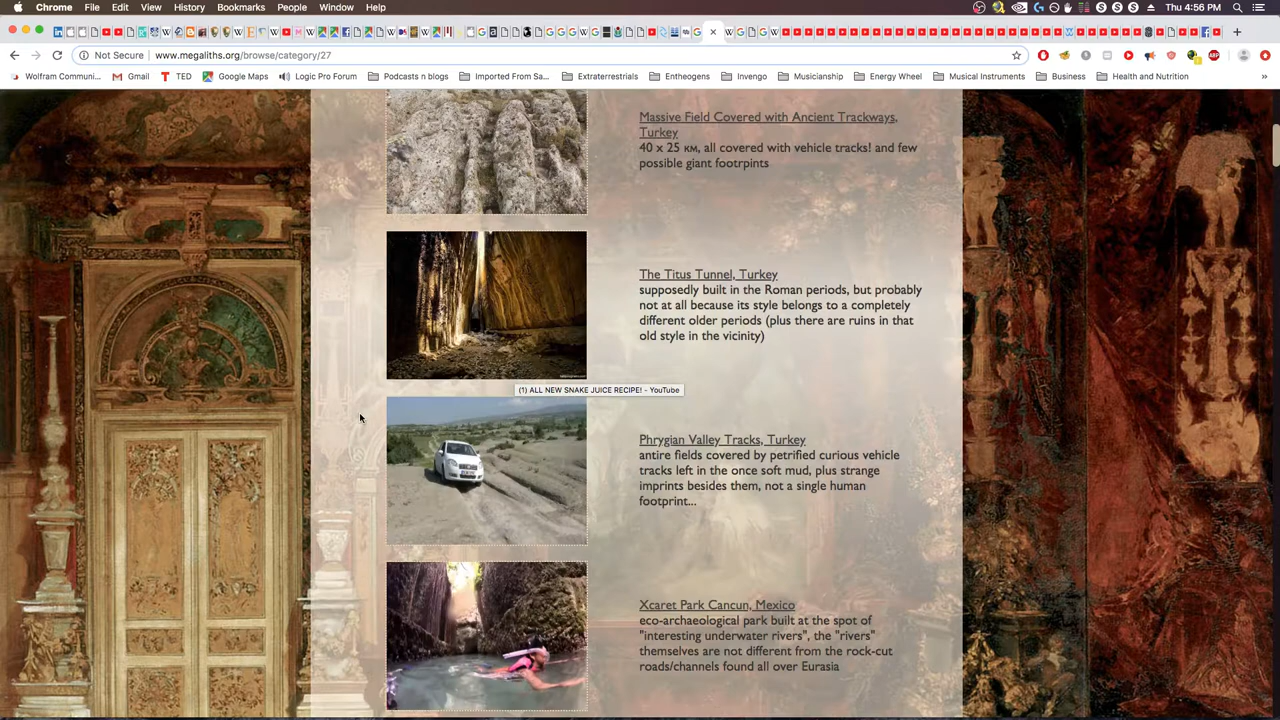 Chrome File Edit View History Bookmarks People Window Help
Thu 4:56 PM
Not Secure www.megaliths.org/browse/category/27
Wolfram Communi... Gmail TED Google Maps Logic Pro Forum Podcasts n blogs Imported From Sa... Extraterrestrials Entheogens Invengo Musicianship Energy Wheel Musical Instruments Business Health and Nutrition
Massive Field Covered with Ancient Trackways,
Turkey
40 x 25 км, all covered with vehicle tracks! and few
possible giant footrpints
The Titus Tunnel, Turkey
supposedly built in the Roman periods, but probably
not at all because its style belongs to a completely
different older periods (plus there are ruins in that
old style in the vicinity)
(1) ALL NEW SNAKE JUICE RECIPE! - YouTube
Phrygian Valley Tracks, Turkey
antire fields covered by petrified curious vehicle
tracks left in the once soft mud, plus strange
imprints besides them, not a single human
footprint...
Xcaret Park Cancun, Mexico
eco-archaeological park built at the spot of
"interesting underwater rivers", the "rivers"
themselves are not different from the rock-cut
roads/channels found all over Eurasia